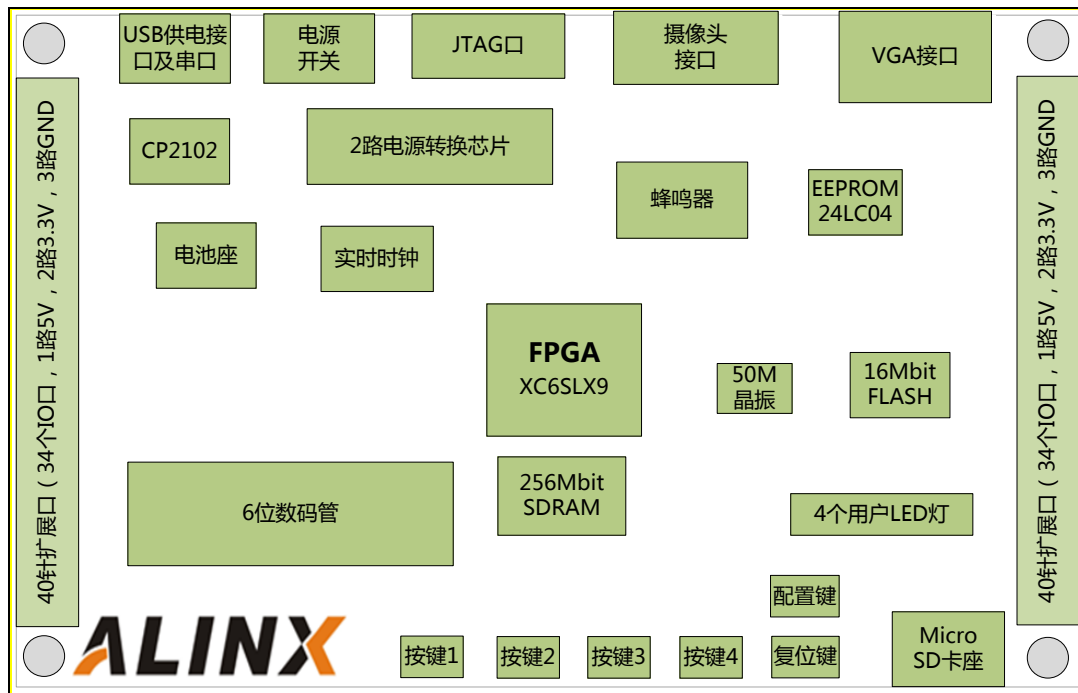 USB供电接
口及串口
电源
开关
JTAG口
摄像头
接口
VGA接口
40针扩展口（34个IO口，1路5V，2路3.3V，3路GND
CP2102
2路电源转换芯片
蜂鸣器
EEPROM
24LC04
40针扩展口（34个IO口，1路5V，2路3.3V，3路GND
电池座
实时时钟
FPGA
XC6SLX9
50M
晶振
16Mbit
FLASH
6位数码管
256Mbit
SDRAM
4个用户LED灯
配置键
ALINX
按键1
按键2
按键3
按键4
复位键
Micro
SD卡座